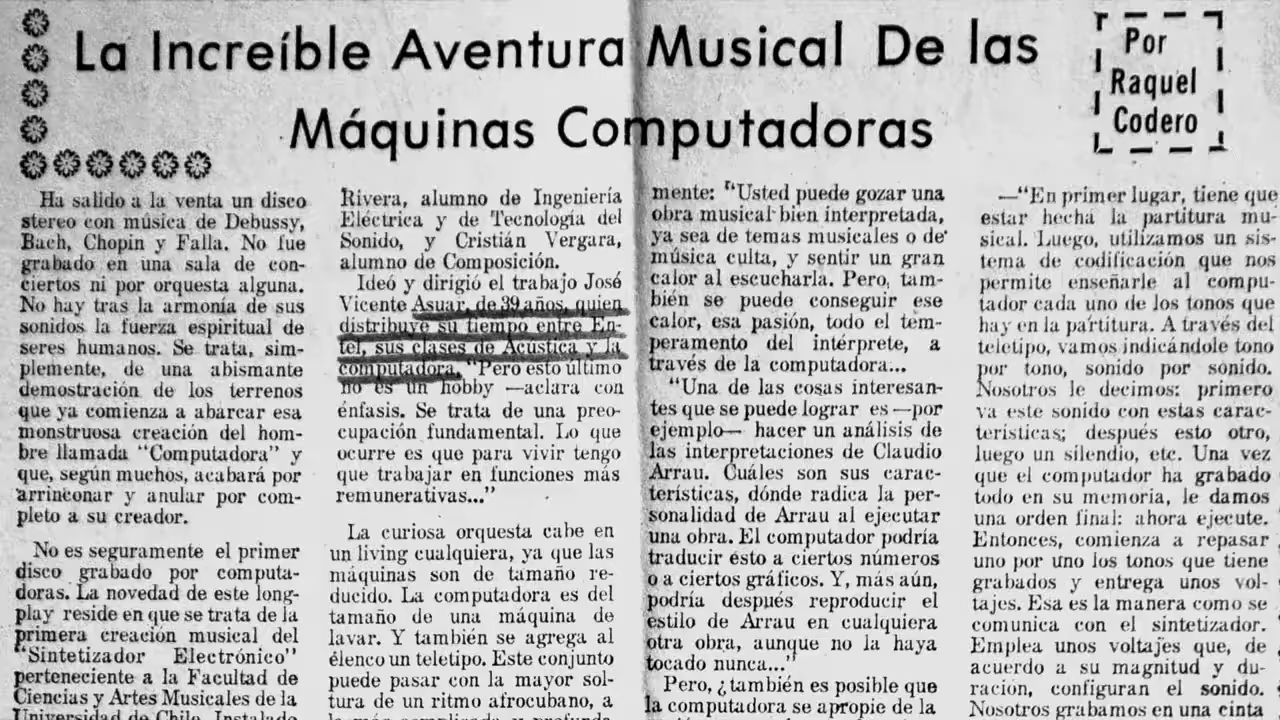 La Increíble Aventura Musical De las
Máquinas Computadoras
Por
Raquel
Codero
Ha salido a la venta un disco
stereo con música de Debussy,
Bach, Chopin y Falla. No fue
grabado en una sala de con-
ciertos ni por orquesta alguna.
No hay tras la armonía de sus
sonidos la fuerza espiritual de
seres humanos. Se trata, sim-
plemente, de una abismante
demostración de los terrenos
que ya comienza a abarcar esa
monstruosa creación del hom-
bre llamada "Computadora" y
que, según muchos, acabará por
arrinconar y anular por com-
pleto a su creador.
No es seguramente el primer
disco grabado por computa-
doras. La novedad de este long-
play reside en que se trata de la
primera creación musical del
"Sintetizador Electrónico"
perteneciente a la Facultad de
Ciencias y Artes Musicales de la
Universidad de Chile. Instalado
Rivera, alumno de Ingeniería
Eléctrica y de Tecnología del
Sonido, y Cristián Vergara,
alumno de Composición.
Ideó y dirigió el trabajo José
Vicente Asuar, de 39 años, quien
distribuye su tiempo entre En-
tel, sus clases de Acústica y la
computadora. "Pero esto último
no es un hobby —aclara con
énfasis. Se trata de una preo-
cupación fundamental. Lo que
ocurre es que para vivir tengo
que trabajar en funciones más
remunerativas..."
La curiosa orquesta cabe en
un living cualquiera, ya que las
máquinas son de tamaño re-
ducido. La computadora es del
tamaño de una máquina de
lavar. Y también se agrega al
élenco un teletipo. Este conjunto
puede pasar con la mayor sol-
tura de un ritmo afrocubano, a
mente: "Usted puede gozar una
obra musical bien interpretada,
ya sea de temas musicales o de
música culta, y sentir un gran
calor al escucharla. Pero, tam-
bién se puede conseguir ese
calor, esa pasión, todo el tem-
peramento del intérprete, a
través de la computadora...
"Una de las cosas interesan-
tes que se puede lograr es —por
ejemplo— hacer un análisis de
las interpretaciones de Claudio
Arrau. Cuáles son sus carac-
terísticas, dónde radica la per-
sonalidad de Arrau al ejecutar
una obra. El computador podría
traducir ésto a ciertos números
o a ciertos gráficos. Y, más aún,
podría después reproducir el
estilo de Arrau en cualquiera
otra obra, aunque no la haya
tocado nunca..."
Pero, ¿también es posible que
la computadora se apropie de la
—"En primer lugar, tiene que
estar hecha la partitura mu-
sical. Luego, utilizamos un sis-
tema de codificación que nos
permite enseñarle al compu-
tador cada uno de los tonos que
hay en la partitura. A través del
teletipo, vamos indicándole tono
por tono, sonido por sonido.
Nosotros le decimos: primero
va este sonido con estas carac-
terísticas; después esto otro,
luego un silendio, etc. Una vez
que el computador ha grabado
todo en su memoria, le damos
una orden final: ahora ejecute.
Entonces, comienza a repasar
uno por uno los tonos que tiene
grabados y entrega unos vol-
tajes. Esa es la manera como se
comunica con el sintetizador.
Emplea unos voltajes que, de
acuerdo a su magnitud y du-
ración, configuran el sonido.
Nosotros grabamos en una cinta